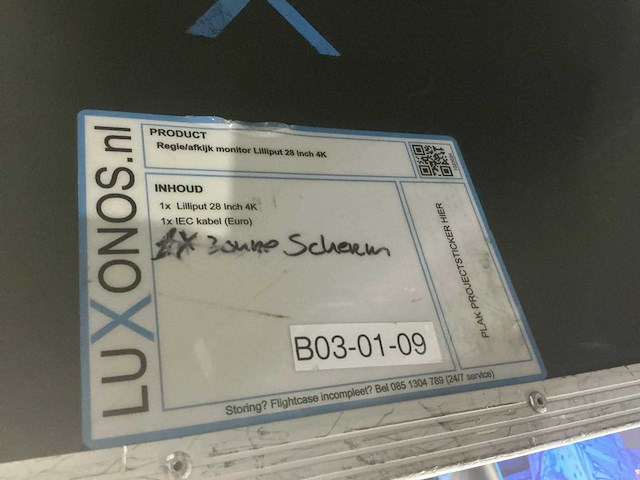 LUXONOS.nl
PRODUCT
Regie/afkijk monitor Lilliput 28 Inch 4K
INHOUD
1x Lilliput 28 Inch 4K
1x IEC kabel (Euro)
1X zonne Scherm
B03-01-09
PLAK PROJECTSTICKER HIER
Storing? Flightcase incompleet? Bel 085 1304 789 (24/7 service)